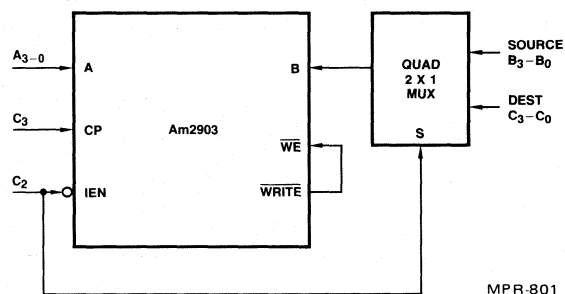 A3-0
A
C3
CP
C2
IEN
Am2903
B
WE
WRITE
QUAD
2 X 1
MUX
S
SOURCE
B3-B0
DEST
C3-C0
MPR-801